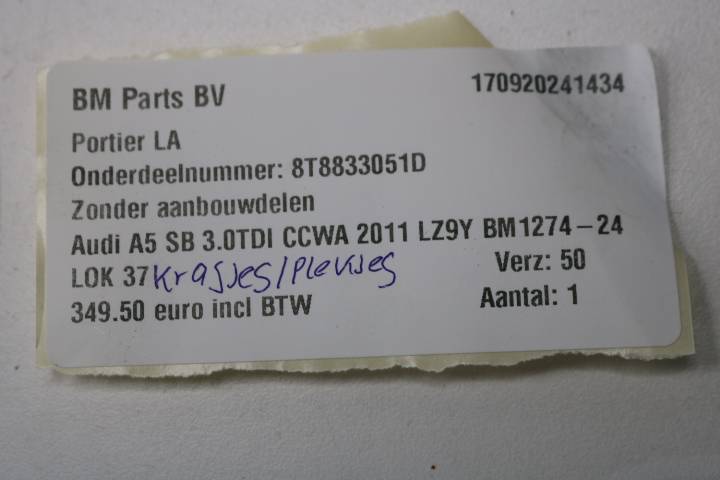 BM Parts BV 170920241434
Portier LA
Onderdeelnummer: 8T8833051D
Zonder aanbouwdelen
Audi A5 SB 3.0TDI CCWA 2011 LZ9Y BM1274-24
LOK 37 krasjes/plekjes Verz: 50
349.50 euro incl BTW Aantal: 1